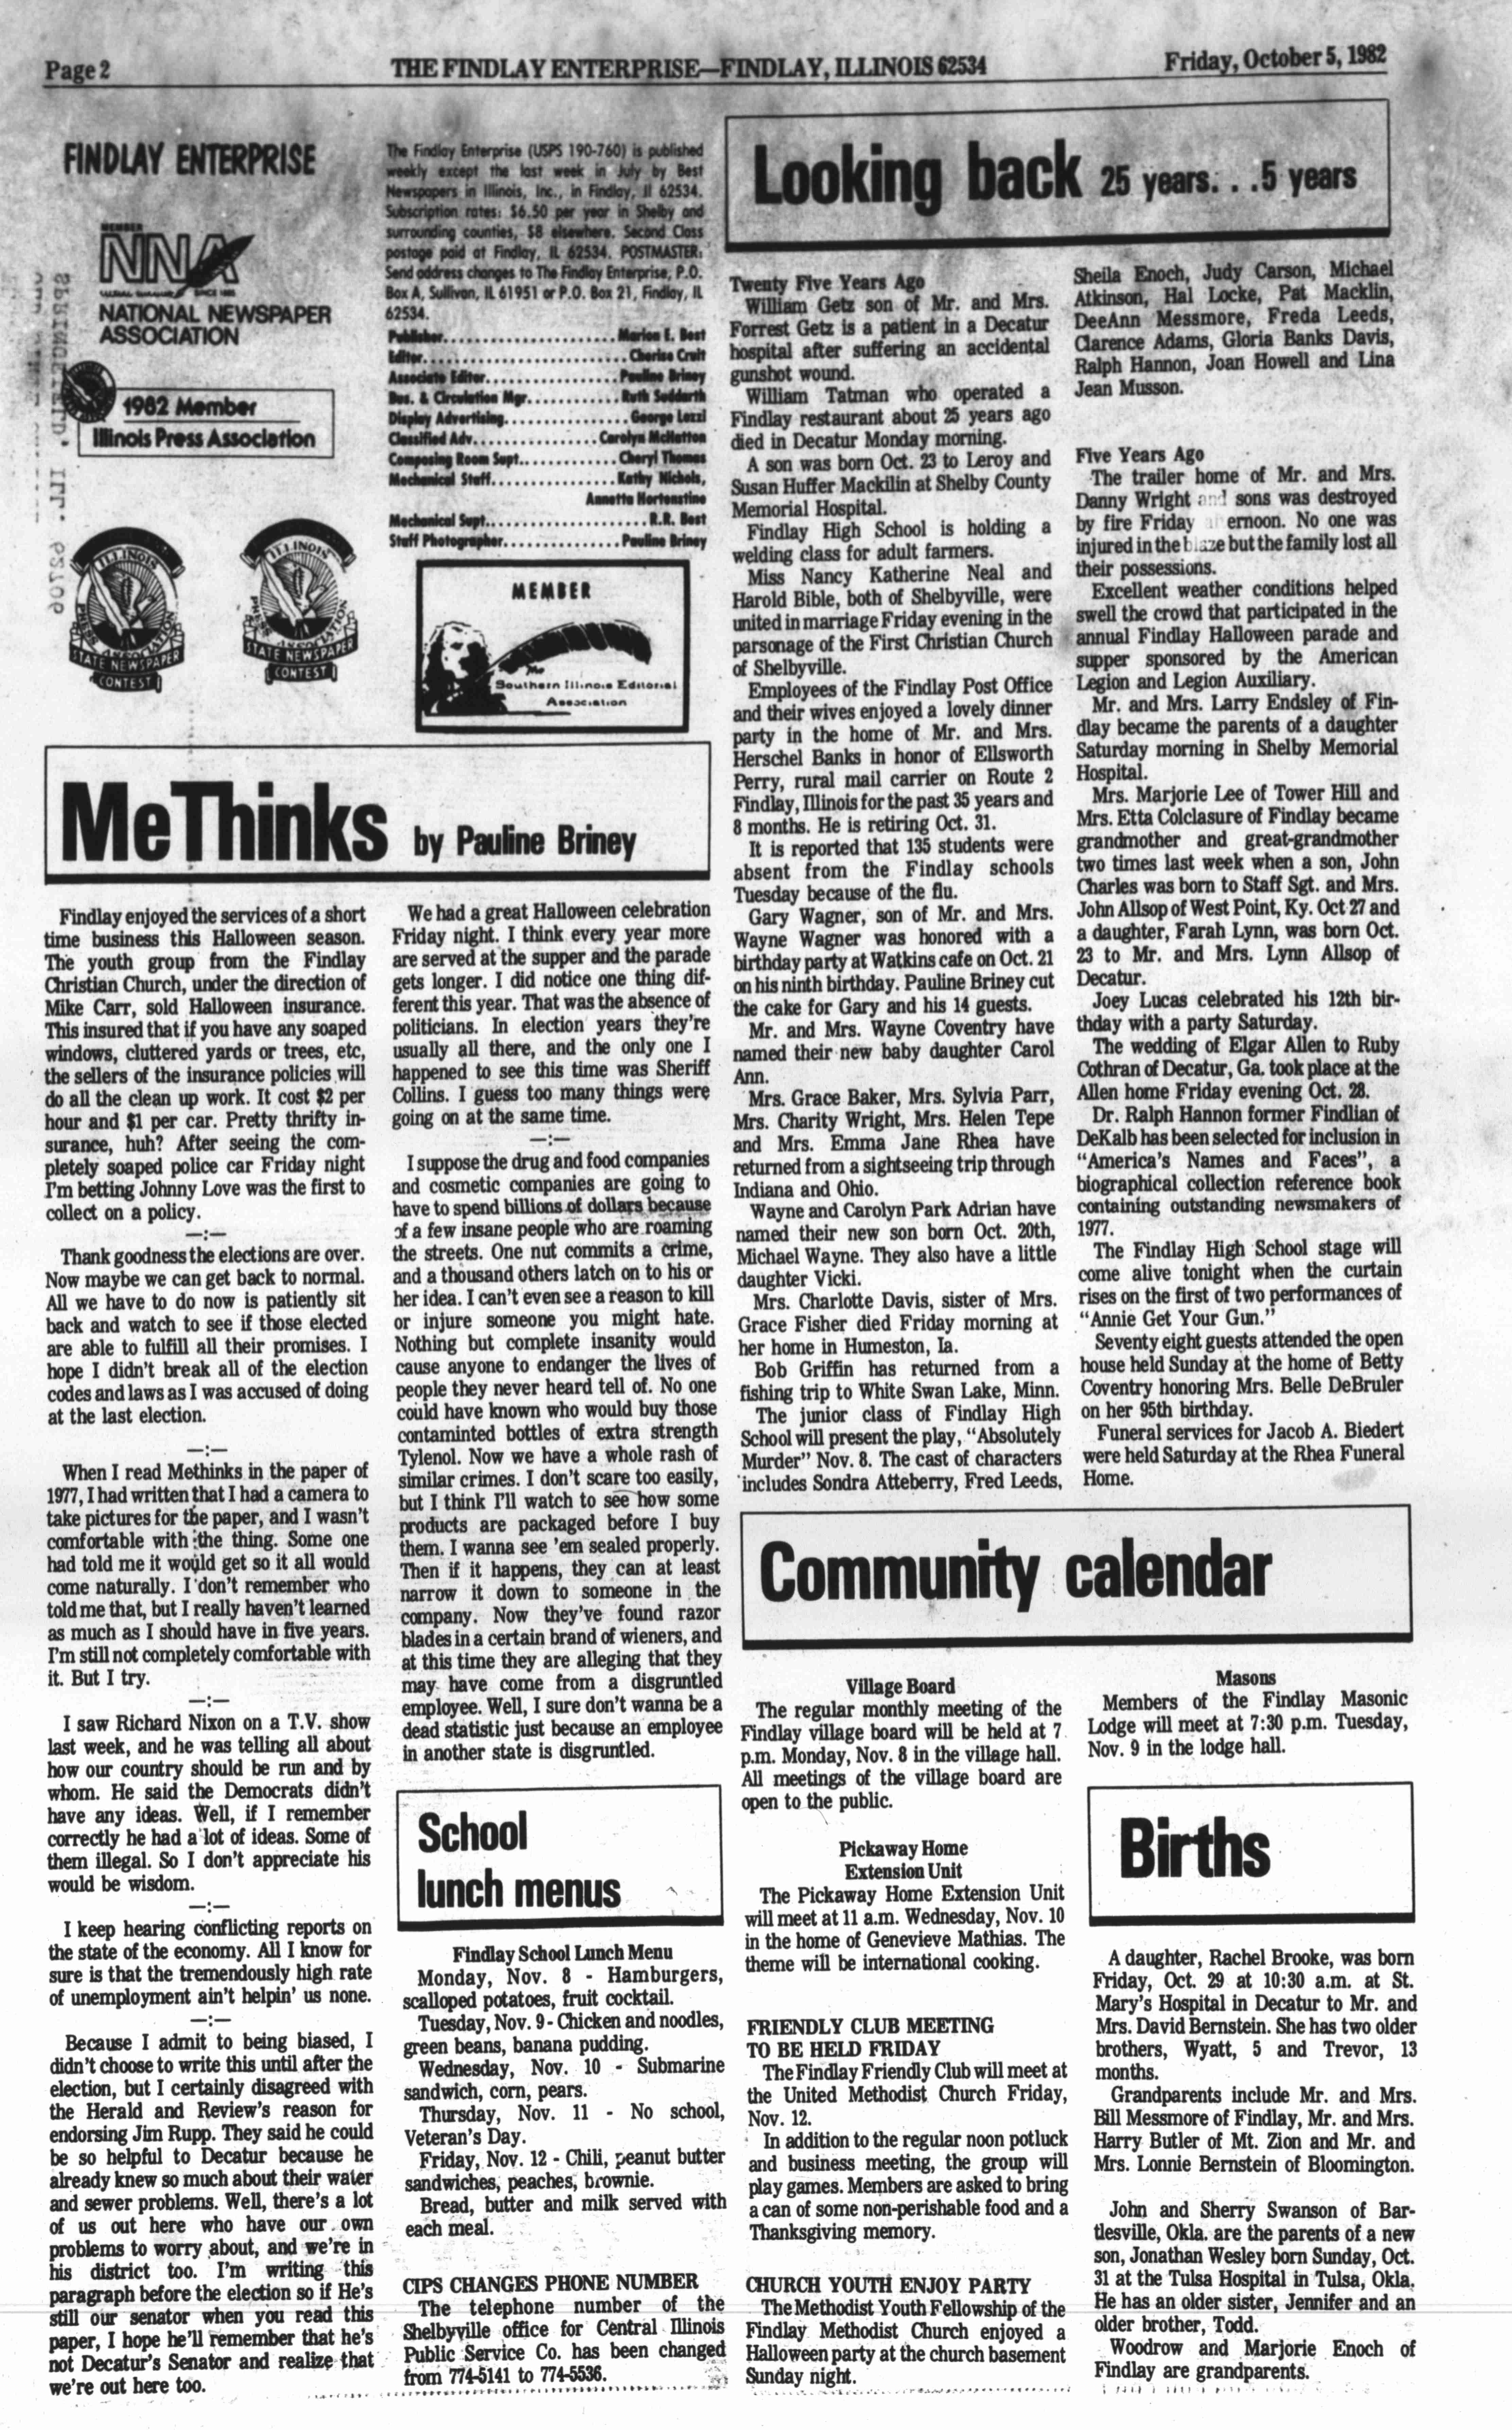 Page 2
THE FINDLAY ENTERPRISE—FINDLAY, ILLINOIS 62534
Friday, October 5, 1982
FINDLAY ENTERPRISE
MEMBER
NNA
SINCE 1885
NATIONAL NEWSPAPER
ASSOCIATION
1982 Member
Illinois Press Association
ILLINOIS
PRESS ASSOCIATION
STATE NEWSPAPER
CONTEST
ILLINOIS
PRESS ASSOCIATION
STATE NEWSPAPER
CONTEST
The Findlay Enterprise (USPS 190-760) is published
weekly except the last week in July by Best
Newspapers in Illinois, Inc., in Findlay, Il 62534.
Subscription rates: $6.50 per year in Shelby and
surrounding counties, $8 elsewhere. Second Class
postage paid at Findlay, IL 62534. POSTMASTER:
Send address changes to The Findlay Enterprise, P.O.
Box A, Sullivan, IL 61951 or P.O. Box 21, Findlay, IL
62534.
Publisher......................Marion E. Best
Editor..........................Cherise Cruit
Associate Editor................Pauline Briney
Bus. & Circulation Mgr...........Ruth Suddarth
Display Advertising...............George Lozzi
Classified Adv................Carolyn McHatton
Composing Room Supt............Cheryl Thomas
Mechanical Staff................Kathy Nichols,
Annetta Hortenstine
Mechanical Supt.....................R.R. Best
Staff Photographer..............Pauline Briney
MEMBER
The
Southern Illinois Editorial
Association
MeThinks by Pauline Briney
Findlay enjoyed the services of a short
time business this Halloween season.
The youth group from the Findlay
Christian Church, under the direction of
Mike Carr, sold Halloween insurance.
This insured that if you have any soaped
windows, cluttered yards or trees, etc,
the sellers of the insurance policies will
do all the clean up work. It cost $2 per
hour and $1 per car. Pretty thrifty in-
surance, huh? After seeing the com-
pletely soaped police car Friday night
I'm betting Johnny Love was the first to
collect on a policy.
—:—
Thank goodness the elections are over.
Now maybe we can get back to normal.
All we have to do now is patiently sit
back and watch to see if those elected
are able to fulfill all their promises. I
hope I didn't break all of the election
codes and laws as I was accused of doing
at the last election.
—:—
When I read Methinks in the paper of
1977, I had written that I had a camera to
take pictures for the paper, and I wasn't
comfortable with the thing. Some one
had told me it would get so it all would
come naturally. I don't remember who
told me that, but I really haven't learned
as much as I should have in five years.
I'm still not completely comfortable with
it. But I try.
—:—
I saw Richard Nixon on a T.V. show
last week, and he was telling all about
how our country should be run and by
whom. He said the Democrats didn't
have any ideas. Well, if I remember
correctly he had a lot of ideas. Some of
them illegal. So I don't appreciate his
would be wisdom.
—:—
I keep hearing conflicting reports on
the state of the economy. All I know for
sure is that the tremendously high rate
of unemployment ain't helpin' us none.
—:—
Because I admit to being biased, I
didn't choose to write this until after the
election, but I certainly disagreed with
the Herald and Review's reason for
endorsing Jim Rupp. They said he could
be so helpful to Decatur because he
already knew so much about their water
and sewer problems. Well, there's a lot
of us out here who have our own
problems to worry about, and we're in
his district too. I'm writing this
paragraph before the election so if He's
still our senator when you read this
paper, I hope he'll remember that he's
not Decatur's Senator and realize that
we're out here too.
We had a great Halloween celebration
Friday night. I think every year more
are served at the supper and the parade
gets longer. I did notice one thing dif-
ferent this year. That was the absence of
politicians. In election years they're
usually all there, and the only one I
happened to see this time was Sheriff
Collins. I guess too many things were
going on at the same time.
—:—
I suppose the drug and food companies
and cosmetic companies are going to
have to spend billions of dollars because
of a few insane people who are roaming
the streets. One nut commits a crime,
and a thousand others latch on to his or
her idea. I can't even see a reason to kill
or injure someone you might hate.
Nothing but complete insanity would
cause anyone to endanger the lives of
people they never heard tell of. No one
could have known who would buy those
contaminted bottles of extra strength
Tylenol. Now we have a whole rash of
similar crimes. I don't scare too easily,
but I think I'll watch to see how some
products are packaged before I buy
them. I wanna see 'em sealed properly.
Then if it happens, they can at least
narrow it down to someone in the
company. Now they've found razor
blades in a certain brand of wieners, and
at this time they are alleging that they
may have come from a disgruntled
employee. Well, I sure don't wanna be a
dead statistic just because an employee
in another state is disgruntled.
School
lunch menus
Findlay School Lunch Menu
Monday, Nov. 8 - Hamburgers,
scalloped potatoes, fruit cocktail.
Tuesday, Nov. 9 - Chicken and noodles,
green beans, banana pudding.
Wednesday, Nov. 10 - Submarine
sandwich, corn, pears.
Thursday, Nov. 11 - No school,
Veteran's Day.
Friday, Nov. 12 - Chili, peanut butter
sandwiches, peaches, brownie.
Bread, butter and milk served with
each meal.
CIPS CHANGES PHONE NUMBER
The telephone number of the
Shelbyville office for Central Illinois
Public Service Co. has been changed
from 774-5141 to 774-5536.
Looking back 25 years. . .5 years
Twenty Five Years Ago
William Getz son of Mr. and Mrs.
Forrest Getz is a patient in a Decatur
hospital after suffering an accidental
gunshot wound.
William Tatman who operated a
Findlay restaurant about 25 years ago
died in Decatur Monday morning.
A son was born Oct. 23 to Leroy and
Susan Huffer Mackilin at Shelby County
Memorial Hospital.
Findlay High School is holding a
welding class for adult farmers.
Miss Nancy Katherine Neal and
Harold Bible, both of Shelbyville, were
united in marriage Friday evening in the
parsonage of the First Christian Church
of Shelbyville.
Employees of the Findlay Post Office
and their wives enjoyed a lovely dinner
party in the home of Mr. and Mrs.
Herschel Banks in honor of Ellsworth
Perry, rural mail carrier on Route 2
Findlay, Illinois for the past 35 years and
8 months. He is retiring Oct. 31.
It is reported that 135 students were
absent from the Findlay schools
Tuesday because of the flu.
Gary Wagner, son of Mr. and Mrs.
Wayne Wagner was honored with a
birthday party at Watkins cafe on Oct. 21
on his ninth birthday. Pauline Briney cut
the cake for Gary and his 14 guests.
Mr. and Mrs. Wayne Coventry have
named their new baby daughter Carol
Ann.
Mrs. Grace Baker, Mrs. Sylvia Parr,
Mrs. Charity Wright, Mrs. Helen Tepe
and Mrs. Emma Jane Rhea have
returned from a sightseeing trip through
Indiana and Ohio.
Wayne and Carolyn Park Adrian have
named their new son born Oct. 20th,
Michael Wayne. They also have a little
daughter Vicki.
Mrs. Charlotte Davis, sister of Mrs.
Grace Fisher died Friday morning at
her home in Humeston, Ia.
Bob Griffin has returned from a
fishing trip to White Swan Lake, Minn.
The junior class of Findlay High
School will present the play, "Absolutely
Murder" Nov. 8. The cast of characters
includes Sondra Atteberry, Fred Leeds,
Sheila Enoch, Judy Carson, Michael
Atkinson, Hal Locke, Pat Macklin,
DeeAnn Messmore, Freda Leeds,
Clarence Adams, Gloria Banks Davis,
Ralph Hannon, Joan Howell and Lina
Jean Musson.
Five Years Ago
The trailer home of Mr. and Mrs.
Danny Wright and sons was destroyed
by fire Friday ernoon. No one was
injured in the blaze but the family lost all
their possessions.
Excellent weather conditions helped
swell the crowd that participated in the
annual Findlay Halloween parade and
supper sponsored by the American
Legion and Legion Auxiliary.
Mr. and Mrs. Larry Endsley of Fin-
dlay became the parents of a daughter
Saturday morning in Shelby Memorial
Hospital.
Mrs. Marjorie Lee of Tower Hill and
Mrs. Etta Colclasure of Findlay became
grandmother and great-grandmother
two times last week when a son, John
Charles was born to Staff Sgt. and Mrs.
John Allsop of West Point, Ky. Oct 27 and
a daughter, Farah Lynn, was born Oct.
23 to Mr. and Mrs. Lynn Allsop of
Decatur.
Joey Lucas celebrated his 12th bir-
thday with a party Saturday.
The wedding of Elgar Allen to Ruby
Cothran of Decatur, Ga. took place at the
Allen home Friday evening Oct. 28.
Dr. Ralph Hannon former Findlian of
DeKalb has been selected for inclusion in
"America's Names and Faces", a
biographical collection reference book
containing outstanding newsmakers of
1977.
The Findlay High School stage will
come alive tonight when the curtain
rises on the first of two performances of
"Annie Get Your Gun."
Seventy eight guests attended the open
house held Sunday at the home of Betty
Coventry honoring Mrs. Belle DeBruler
on her 95th birthday.
Funeral services for Jacob A. Biedert
were held Saturday at the Rhea Funeral
Home.
Community calendar
Village Board
The regular monthly meeting of the
Findlay village board will be held at 7
p.m. Monday, Nov. 8 in the village hall.
All meetings of the village board are
open to the public.
Pickaway Home
Extension Unit
The Pickaway Home Extension Unit
will meet at 11 a.m. Wednesday, Nov. 10
in the home of Genevieve Mathias. The
theme will be international cooking.
FRIENDLY CLUB MEETING
TO BE HELD FRIDAY
The Findlay Friendly Club will meet at
the United Methodist Church Friday,
Nov. 12.
In addition to the regular noon potluck
and business meeting, the group will
play games. Members are asked to bring
a can of some non-perishable food and a
Thanksgiving memory.
CHURCH YOUTH ENJOY PARTY
The Methodist Youth Fellowship of the
Findlay Methodist Church enjoyed a
Halloween party at the church basement
Sunday night.
Masons
Members of the Findlay Masonic
Lodge will meet at 7:30 p.m. Tuesday,
Nov. 9 in the lodge hall.
Births
A daughter, Rachel Brooke, was born
Friday, Oct. 29 at 10:30 a.m. at St.
Mary's Hospital in Decatur to Mr. and
Mrs. David Bernstein. She has two older
brothers, Wyatt, 5 and Trevor, 13
months.
Grandparents include Mr. and Mrs.
Bill Messmore of Findlay, Mr. and Mrs.
Harry Butler of Mt. Zion and Mr. and
Mrs. Lonnie Bernstein of Bloomington.
John and Sherry Swanson of Bar-
tlesville, Okla. are the parents of a new
son, Jonathan Wesley born Sunday, Oct.
31 at the Tulsa Hospital in Tulsa, Okla.
He has an older sister, Jennifer and an
older brother, Todd.
Woodrow and Marjorie Enoch of
Findlay are grandparents.